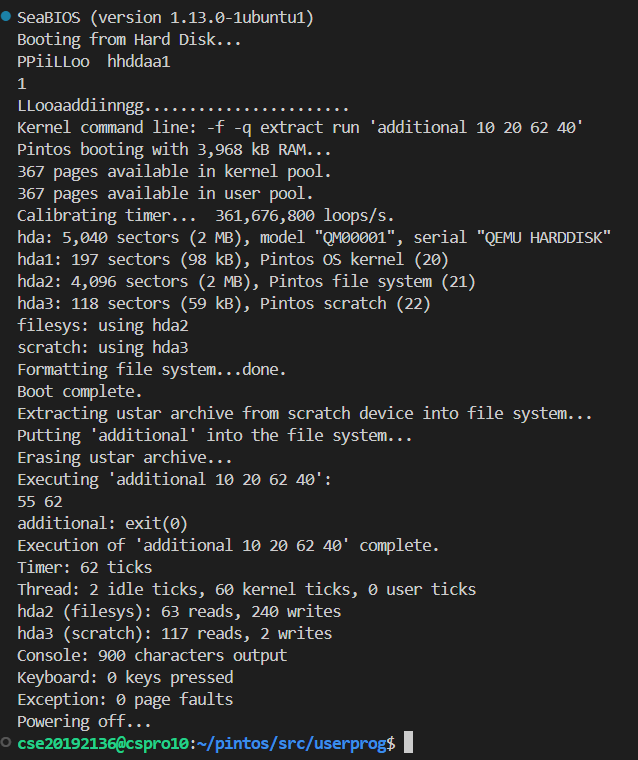 SeaBIOS (version 1.13.0-1ubuntu1)
Booting from Hard Disk...
PPiiLLoo  hhddaa1
1
LLooaaddiinngg.......................
Kernel command line: -f -q extract run 'additional 10 20 62 40'
Pintos booting with 3,968 kB RAM...
367 pages available in kernel pool.
367 pages available in user pool.
Calibrating timer...  361,676,800 loops/s.
hda: 5,040 sectors (2 MB), model "QM00001", serial "QEMU HARDDISK"
hda1: 197 sectors (98 kB), Pintos OS kernel (20)
hda2: 4,096 sectors (2 MB), Pintos file system (21)
hda3: 118 sectors (59 kB), Pintos scratch (22)
filesys: using hda2
scratch: using hda3
Formatting file system...done.
Boot complete.
Extracting ustar archive from scratch device into file system...
Putting 'additional' into the file system...
Erasing ustar archive...
Executing 'additional 10 20 62 40':
55 62
additional: exit(0)
Execution of 'additional 10 20 62 40' complete.
Timer: 62 ticks
Thread: 2 idle ticks, 60 kernel ticks, 0 user ticks
hda2 (filesys): 63 reads, 240 writes
hda3 (scratch): 117 reads, 2 writes
Console: 900 characters output
Keyboard: 0 keys pressed
Exception: 0 page faults
Powering off...
cse20192136@cspro10:~/pintos/src/userprog$